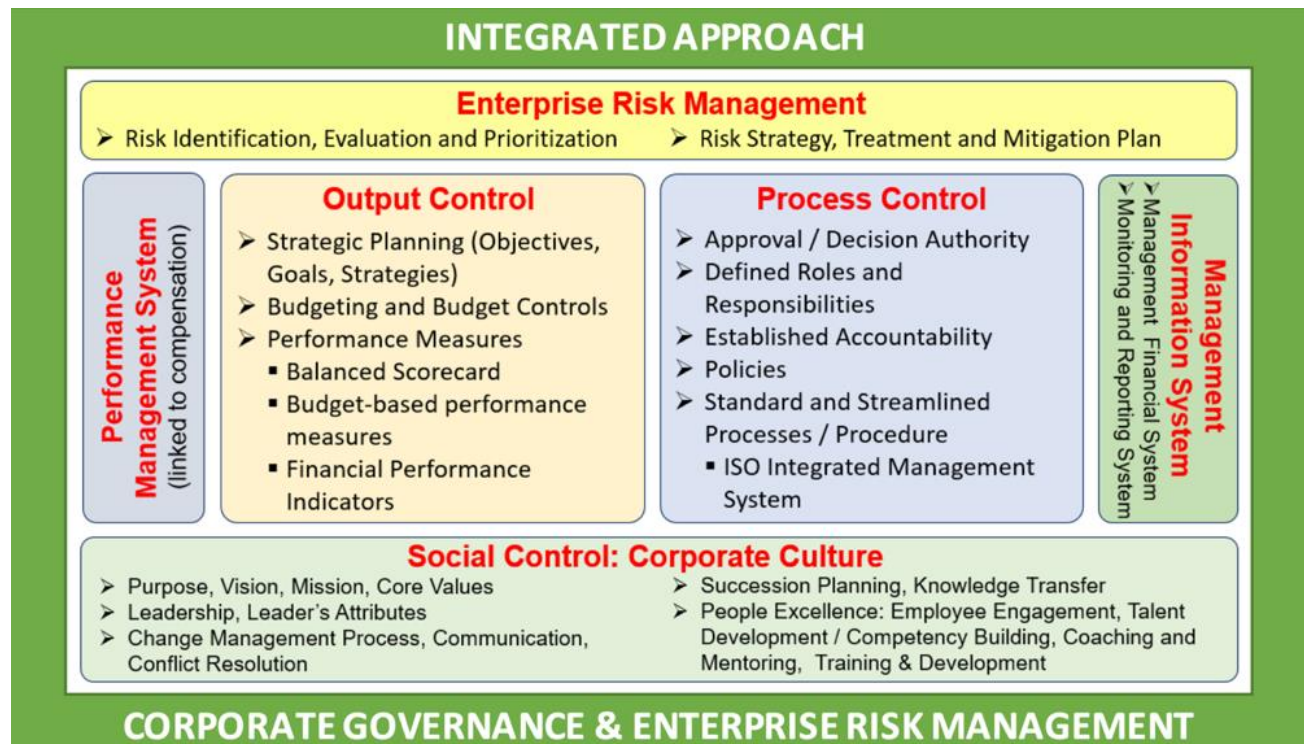 INTEGRATED APPROACH
Enterprise Risk Management
➢ Risk Identification, Evaluation and Prioritization
➢ Risk Strategy, Treatment and Mitigation Plan
Performance
Management System
(linked to compensation)
Output Control
➢ Strategic Planning (Objectives,
Goals, Strategies)
➢ Budgeting and Budget Controls
➢ Performance Measures
▪ Balanced Scorecard
▪ Budget-based performance
measures
▪ Financial Performance
Indicators
Process Control
➢ Approval / Decision Authority
➢ Defined Roles and
Responsibilities
➢ Established Accountability
➢ Policies
➢ Standard and Streamlined
Processes / Procedure
▪ ISO Integrated Management
System
Management
Information System
➢ Management Financial System
➢ Monitoring and Reporting System
Social Control: Corporate Culture
➢ Purpose, Vision, Mission, Core Values
➢ Leadership, Leader's Attributes
➢ Change Management Process, Communication,
Conflict Resolution
➢ Succession Planning, Knowledge Transfer
➢ People Excellence: Employee Engagement, Talent
Development / Competency Building, Coaching and
Mentoring, Training & Development
CORPORATE GOVERNANCE & ENTERPRISE RISK MANAGEMENT